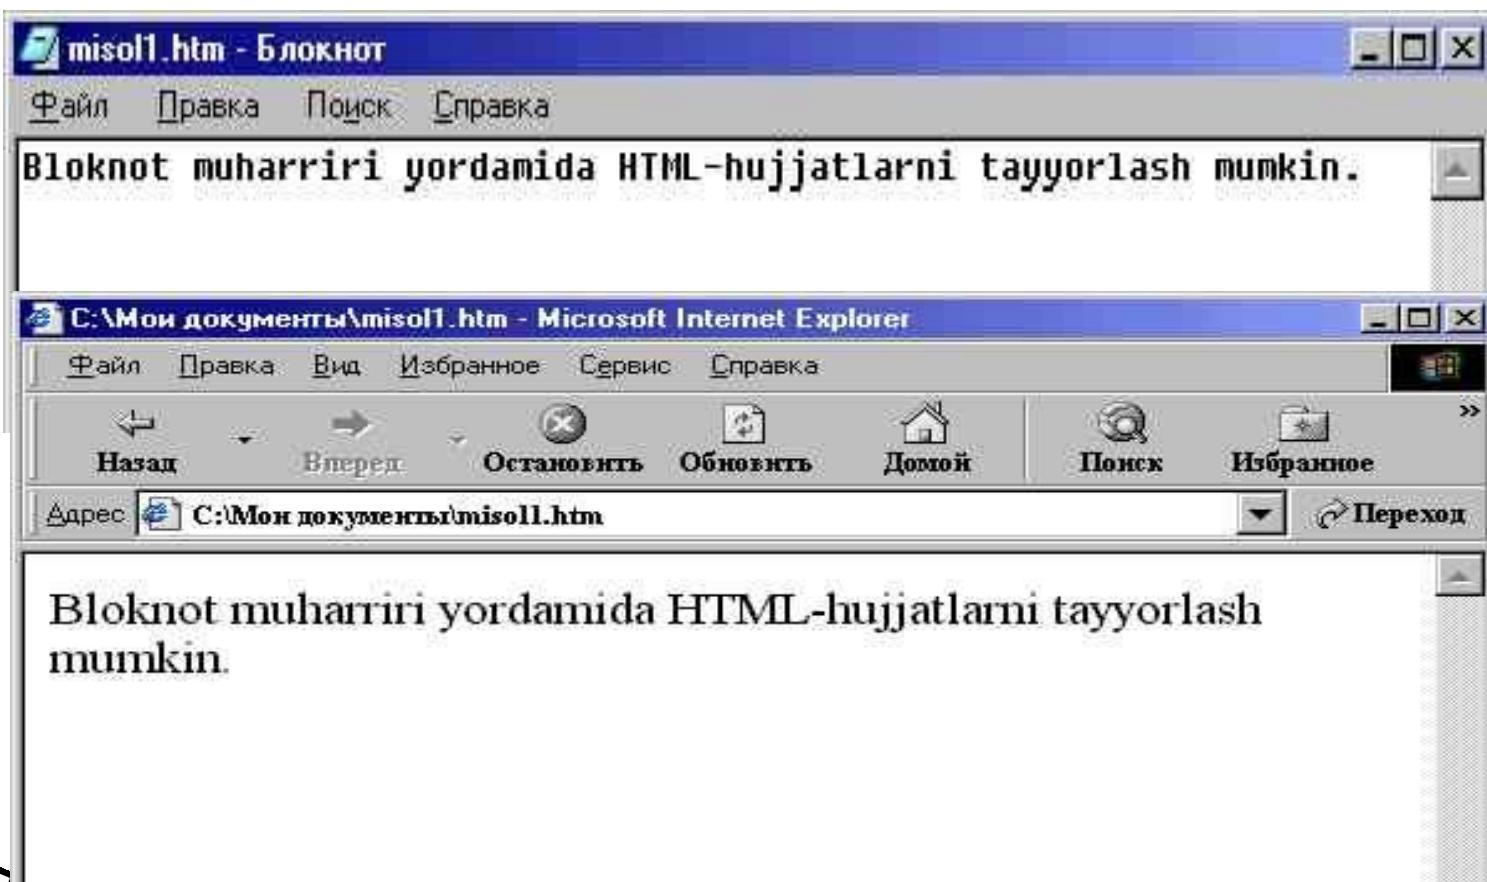 misol1.htm - Блокнот
Файл Правка Поиск Справка
Bloknot muharriri yordamida HTML-hujjatlarni tayyorlash mumkin.
C:\Мои документы\misol1.htm - Microsoft Internet Explorer
Файл Правка Вид Избранное Сервис Справка
Назад Вперед Остановить Обновить Домой Поиск Избранное »
Адрес C:\Мои документы\misol1.htm Переход
Bloknot muharriri yordamida HTML-hujjatlarni tayyorlash
mumkin.